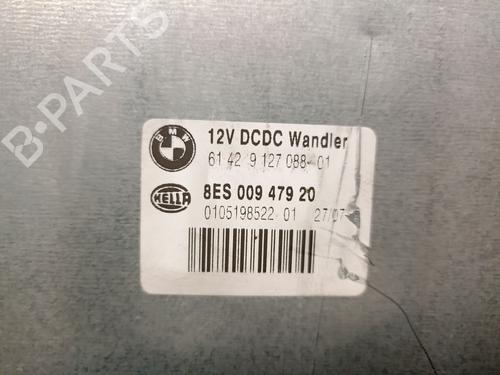 B-PARTS
BMW
12V DCDC Wandler
61 42 9 127 088-01
HELLA
8ES 009 479 20
0105198522 01 27/07